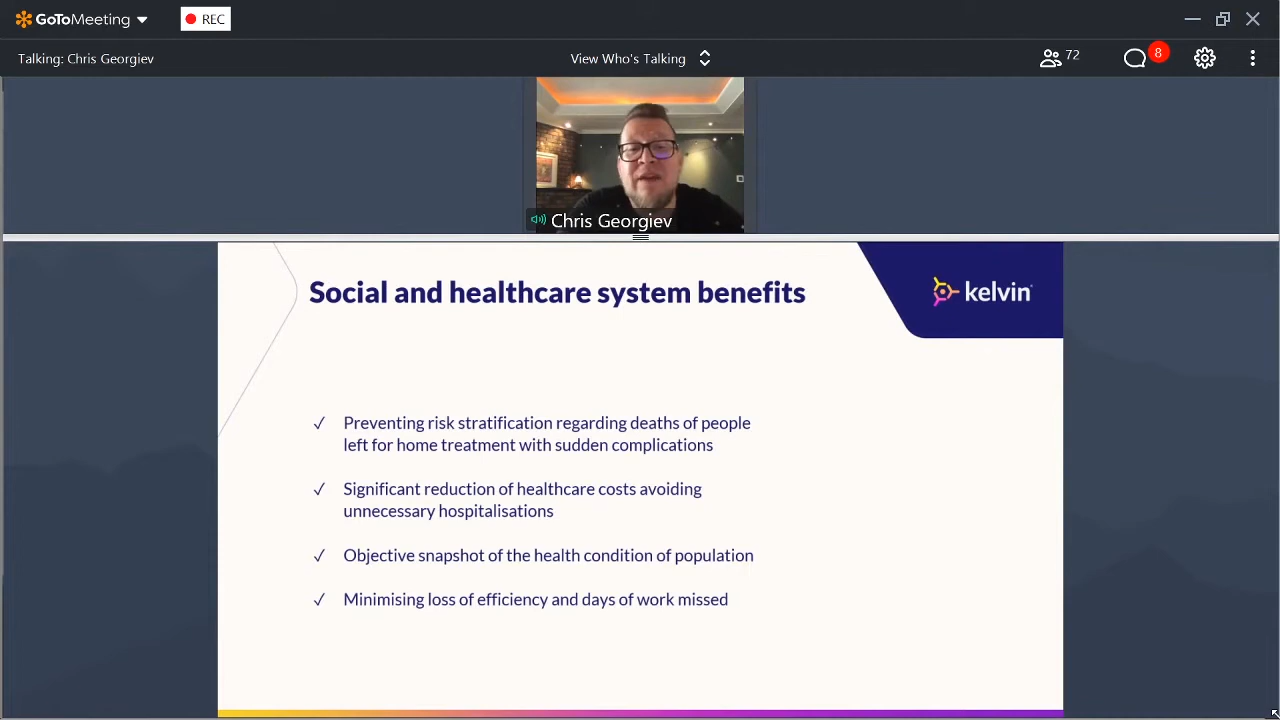 GoToMeeting
REC
Talking: Chris Georgiev
View Who's Talking
72
8
Chris Georgiev
Social and healthcare system benefits
kelvin
✓ Preventing risk stratification regarding deaths of people
left for home treatment with sudden complications
✓ Significant reduction of healthcare costs avoiding
unnecessary hospitalisations
✓ Objective snapshot of the health condition of population
✓ Minimising loss of efficiency and days of work missed